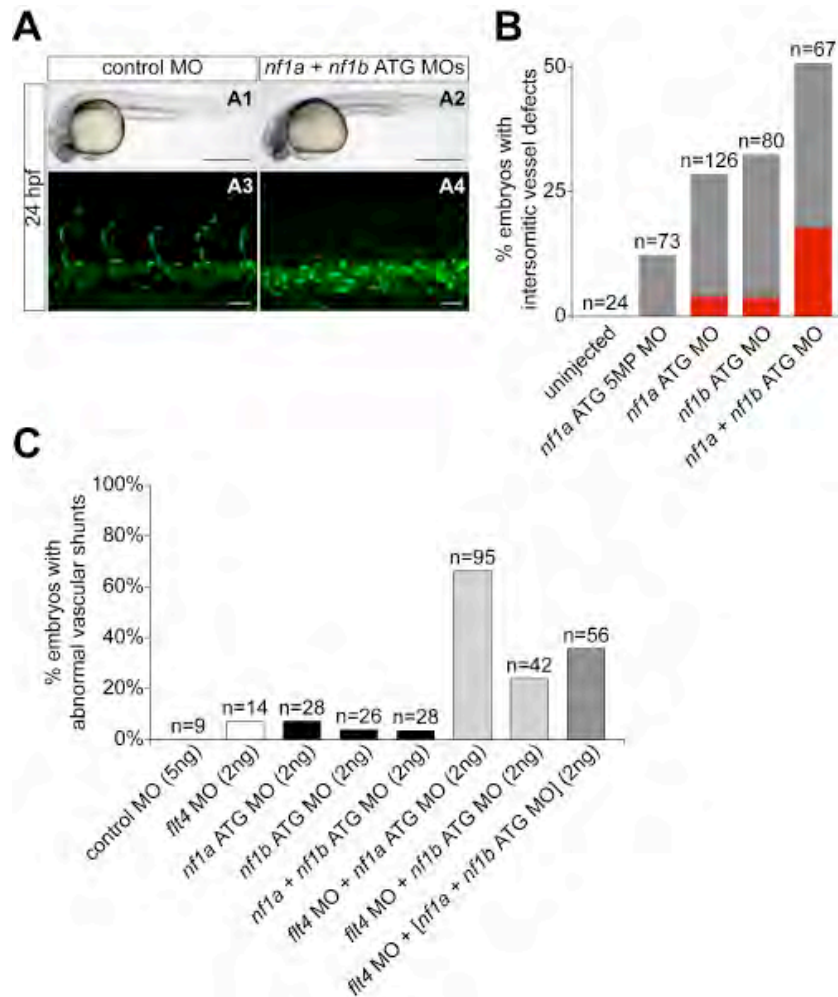 A
control MO
nf1a + nf1b ATG MOs
24 hpf
A1
A2
A3
A4
B
% embryos with
intersomitic vessel defects
50
25
0
n=24
n=73
n=126
n=80
n=67
uninjected
nf1a ATG 5MP MO
nf1a ATG MO
nf1b ATG MO
nf1a + nf1b ATG MO
C
% embryos with
abnormal vascular shunts
100%
80%
60%
40%
20%
0%
n=9
n=14
n=28
n=26
n=28
n=95
n=42
n=56
control MO (5ng)
flt4 MO (2ng)
nf1a ATG MO (2ng)
nf1b ATG MO (2ng)
nf1a + nf1b ATG MO (2ng)
flt4 MO + nf1a ATG MO (2ng)
flt4 MO + nf1b ATG MO (2ng)
flt4 MO + [nf1a + nf1b ATG MO] (2ng)